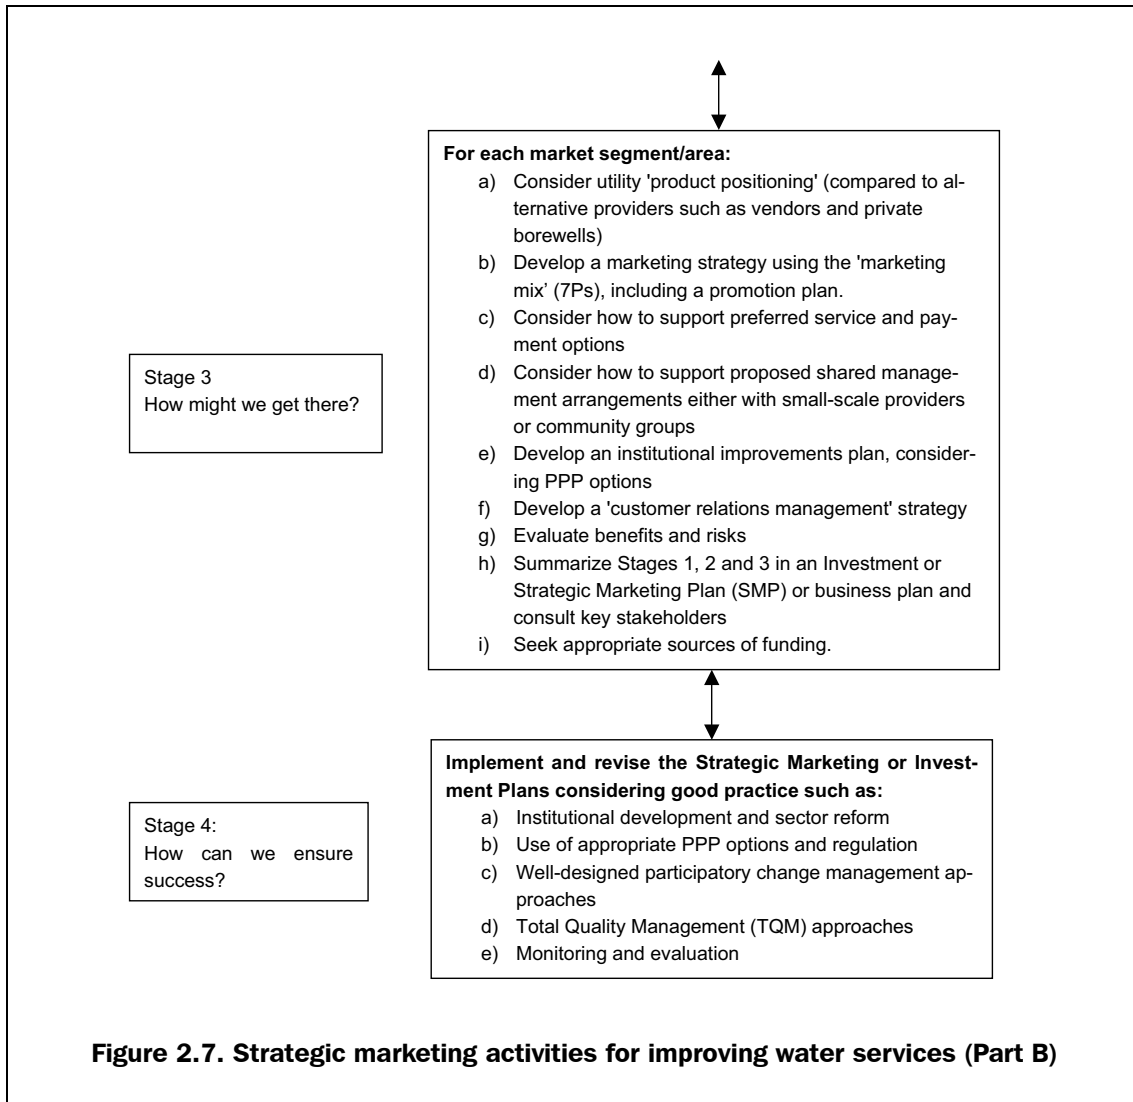 For each market segment/area:
a) Consider utility 'product positioning' (compared to al-
ternative providers such as vendors and private
borewells)
b) Develop a marketing strategy using the 'marketing
mix’ (7Ps), including a promotion plan.
c) Consider how to support preferred service and pay-
ment options
d) Consider how to support proposed shared manage-
ment arrangements either with small-scale providers
or community groups
e) Develop an institutional improvements plan, consider-
ing PPP options
f) Develop a 'customer relations management' strategy
g) Evaluate benefits and risks
h) Summarize Stages 1, 2 and 3 in an Investment or
Strategic Marketing Plan (SMP) or business plan and
consult key stakeholders
i) Seek appropriate sources of funding.
Stage 3
How might we get there?
Implement and revise the Strategic Marketing or Invest-
ment Plans considering good practice such as:
a) Institutional development and sector reform
b) Use of appropriate PPP options and regulation
c) Well-designed participatory change management ap-
proaches
d) Total Quality Management (TQM) approaches
e) Monitoring and evaluation
Stage 4:
How can we ensure
success?
Figure 2.7. Strategic marketing activities for improving water services (Part B)